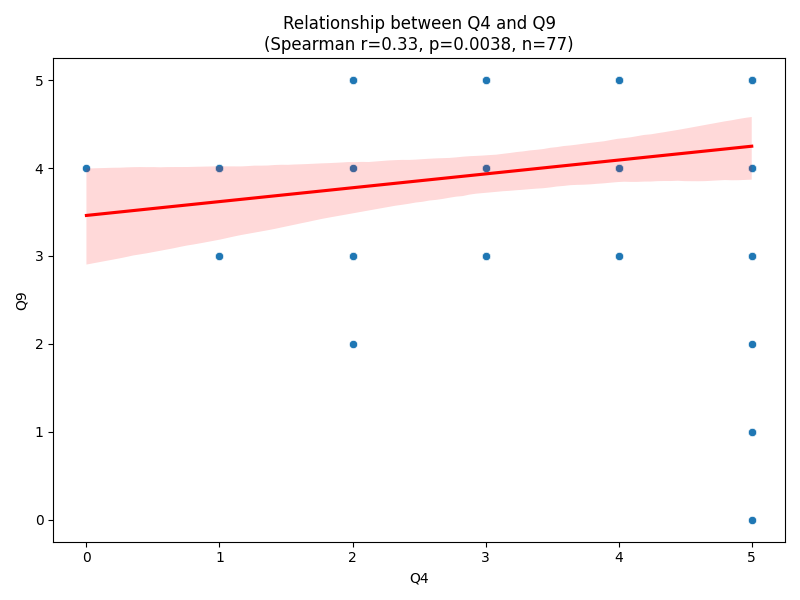 Relationship between Q4 and Q9
(Spearman r=0.33, p=0.0038, n=77)
5
4
3
2
1
0
Q9
0 1 2 3 4 5
Q4